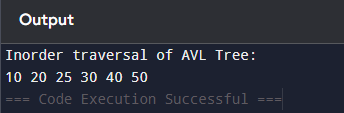 Output
Inorder traversal of AVL Tree:
10 20 25 30 40 50
=== Code Execution Successful ===